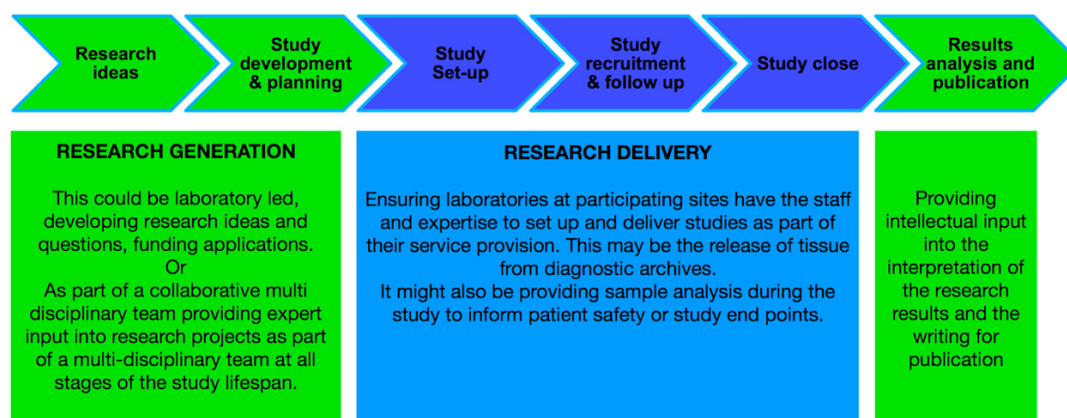 Research
ideas
Study
development
& planning
Study
Set-up
Study
recruitment
& follow up
Study close
Results
analysis and
publication
RESEARCH GENERATION
This could be laboratory led,
developing research ideas and
questions, funding applications.
Or
As part of a collaborative multi
disciplinary team providing expert
input into research projects as part
of a multi-disciplinary team at all
stages of the study lifespan.
RESEARCH DELIVERY
Ensuring laboratories at participating sites have the staff
and expertise to set up and deliver studies as part of
their service provision. This may be the release of tissue
from diagnostic archives.
It might also be providing sample analysis during the
study to inform patient safety or study end points.
Providing
intellectual input
into the
interpretation of
the research
results and the
writing for
publication